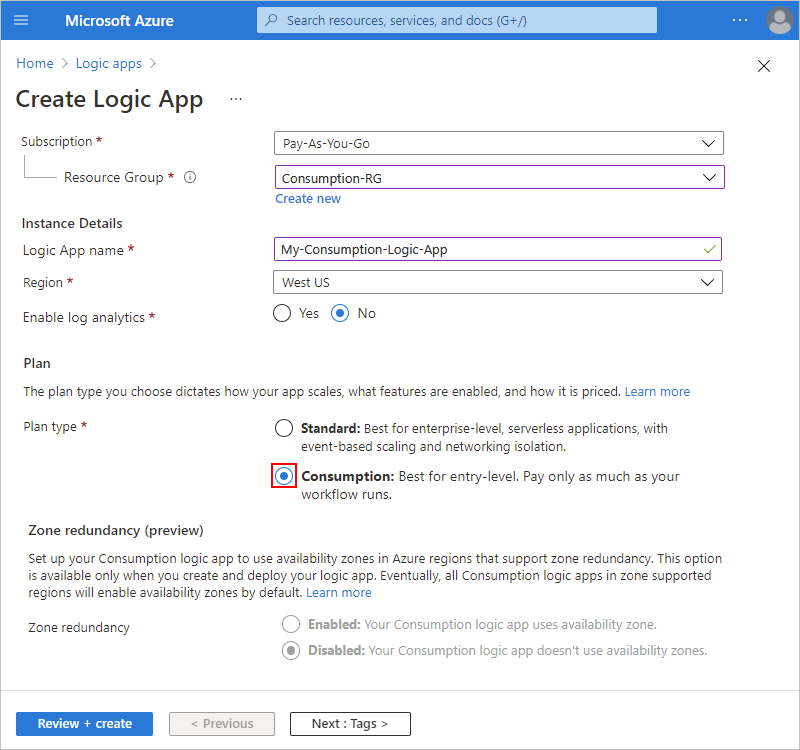 Microsoft Azure
Search resources, services, and docs (G+/)
Home > Logic apps >
Create Logic App ...
Subscription *
Pay-As-You-Go
Resource Group *
Consumption-RG
Create new
Instance Details
Logic App name *
My-Consumption-Logic-App
Region *
West US
Enable log analytics *
Yes No
Plan
The plan type you choose dictates how your app scales, what features are enabled, and how it is priced. Learn more
Plan type *
Standard: Best for enterprise-level, serverless applications, with
event-based scaling and networking isolation.
Consumption: Best for entry-level. Pay only as much as your
workflow runs.
Zone redundancy (preview)
Set up your Consumption logic app to use availability zones in Azure regions that support zone redundancy. This option
is available only when you create and deploy your logic app. Eventually, all Consumption logic apps in zone supported
regions will enable availability zones by default. Learn more
Zone redundancy
Enabled: Your Consumption logic app uses availability zone.
Disabled: Your Consumption logic app doesn't use availability zones.
Review + create
< Previous
Next : Tags >